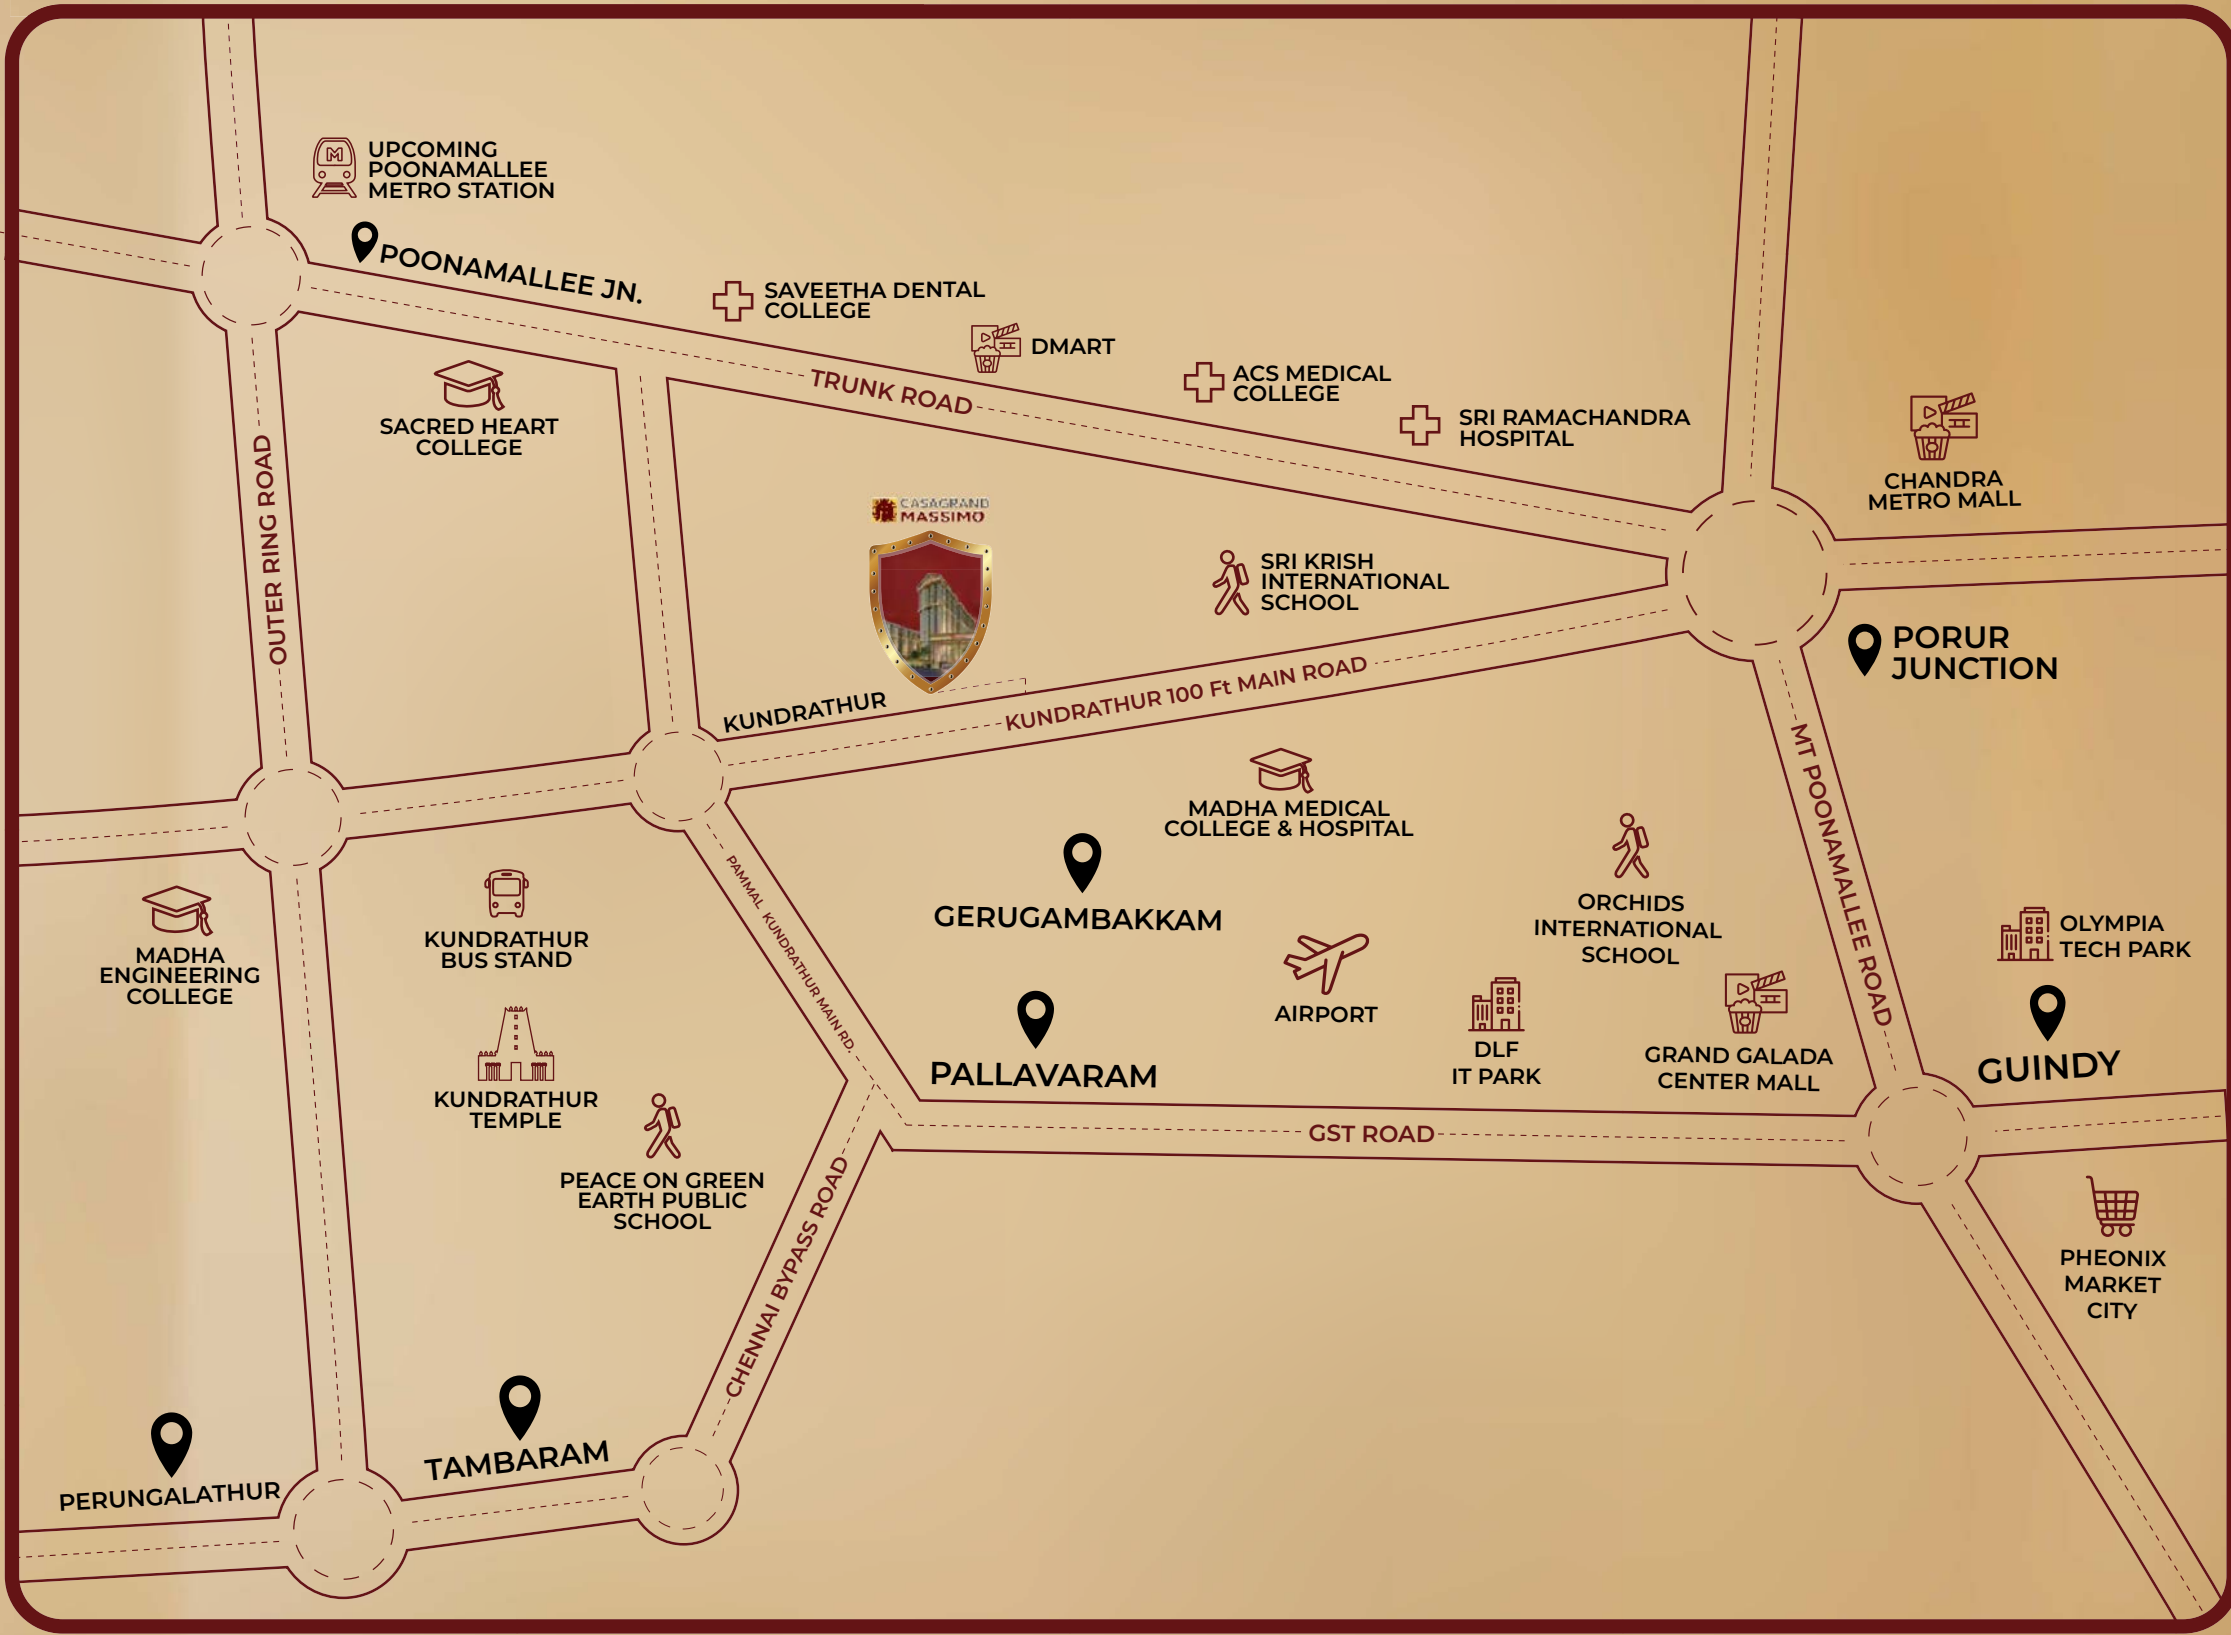 UPCOMING
POONAMALLEE
METRO STATION
POONAMALLEE JN.
SAVEETHA DENTAL
COLLEGE
DMART
TRUNK ROAD
ACS MEDICAL
COLLEGE
SRI RAMACHANDRA
HOSPITAL
SACRED HEART
COLLEGE
OUTER RING ROAD
CHANDRA
METRO MALL
CASAGRAND
MASSIMO
SRI KRISH
INTERNATIONAL
SCHOOL
PORUR
JUNCTION
KUNDRATHUR
KUNDRATHUR 100 Ft MAIN ROAD
MT POONAMALLEE ROAD
MADHA MEDICAL
COLLEGE & HOSPITAL
PAMMAL KUNDRATHUR MAIN RD.
GERUGAMBAKKAM
ORCHIDS
INTERNATIONAL
SCHOOL
OLYMPIA
TECH PARK
MADHA
ENGINEERING
COLLEGE
KUNDRATHUR
BUS STAND
AIRPORT
DLF
IT PARK
GRAND GALADA
CENTER MALL
GUINDY
PALLAVARAM
KUNDRATHUR
TEMPLE
GST ROAD
PEACE ON GREEN
EARTH PUBLIC
SCHOOL
CHENNAI BYPASS ROAD
PHEONIX
MARKET
CITY
TAMBARAM
PERUNGALATHUR